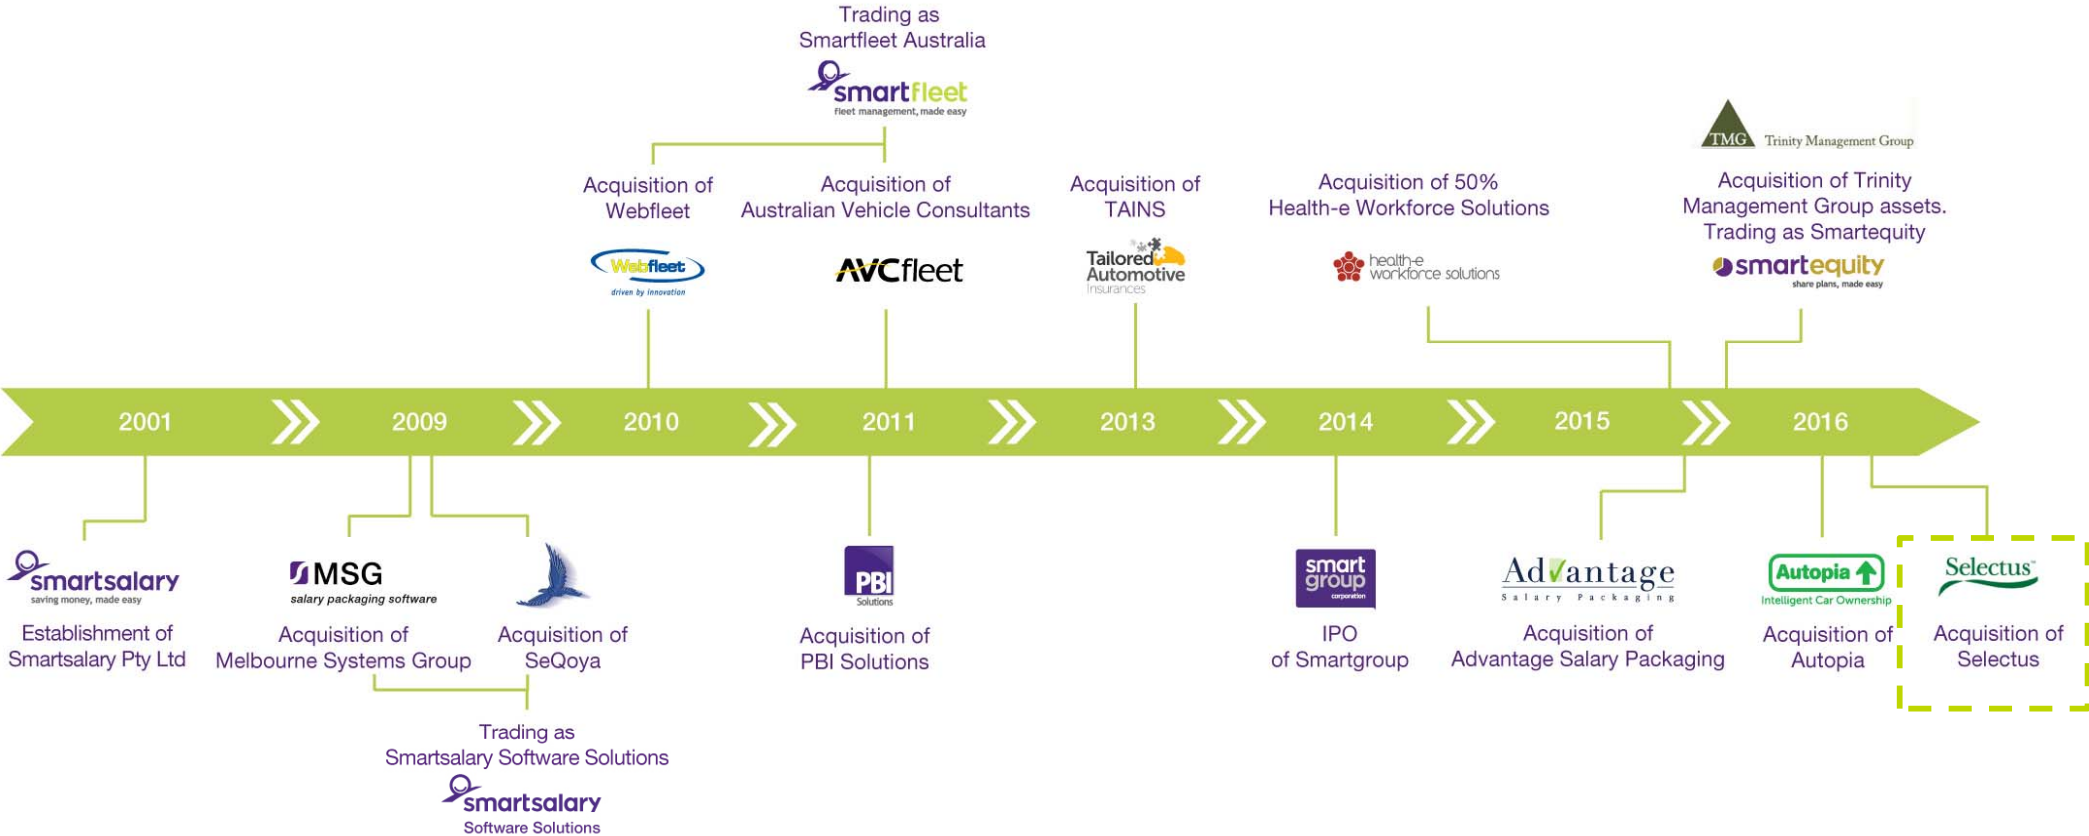 Trading as
Smartfleet Australia
smartfleet
fleet management, made easy
Acquisition of
Webfleet
Webfleet
driven by innovation
Acquisition of
Australian Vehicle Consultants
AVCfleet
Acquisition of
TAINS
Tailored
Automotive
Insurances
Acquisition of 50%
Health-e Workforce Solutions
health-e
workforce solutions
TMG Trinity Management Group
Acquisition of Trinity
Management Group assets.
Trading as Smartequity
smartequity
share plans, made easy
2001
2009
2010
2011
2013
2014
2015
2016
smartsalary
saving money, made easy
Establishment of
Smartsalary Pty Ltd
MSG
salary packaging software
Acquisition of
Melbourne Systems Group
Acquisition of
SeQoya
Trading as
Smartsalary Software Solutions
smartsalary
Software Solutions
PBI
Solutions
Acquisition of
PBI Solutions
smart
group
corporation
IPO
of Smartgroup
Advantage
Salary Packaging
Acquisition of
Advantage Salary Packaging
Autopia
Intelligent Car Ownership
Acquisition of
Autopia
Selectus™
Acquisition of
Selectus